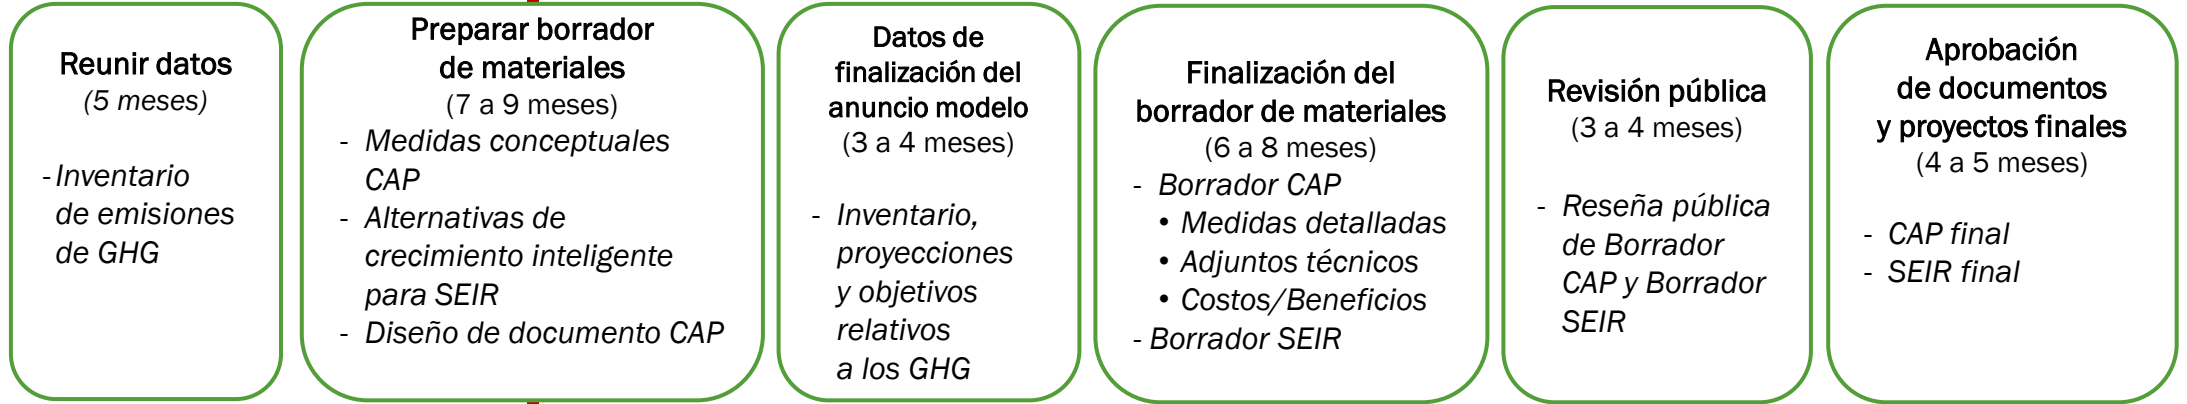 Reunir datos
(5 meses)
- Inventario
de emisiones
de GHG
Preparar borrador
de materiales
(7 a 9 meses)
- Medidas conceptuales
CAP
- Alternativas de
crecimiento inteligente
para SEIR
- Diseño de documento CAP
Datos de
finalización del
anuncio modelo
(3 a 4 meses)
- Inventario,
proyecciones
y objetivos
relativos
a los GHG
Finalización del
borrador de materiales
(6 a 8 meses)
- Borrador CAP
• Medidas detalladas
• Adjuntos técnicos
• Costos/Beneficios
- Borrador SEIR
Revisión pública
(3 a 4 meses)
- Reseña pública
de Borrador
CAP y Borrador
SEIR
Aprobación
de documentos
y proyectos finales
(4 a 5 meses)
- CAP final
- SEIR final